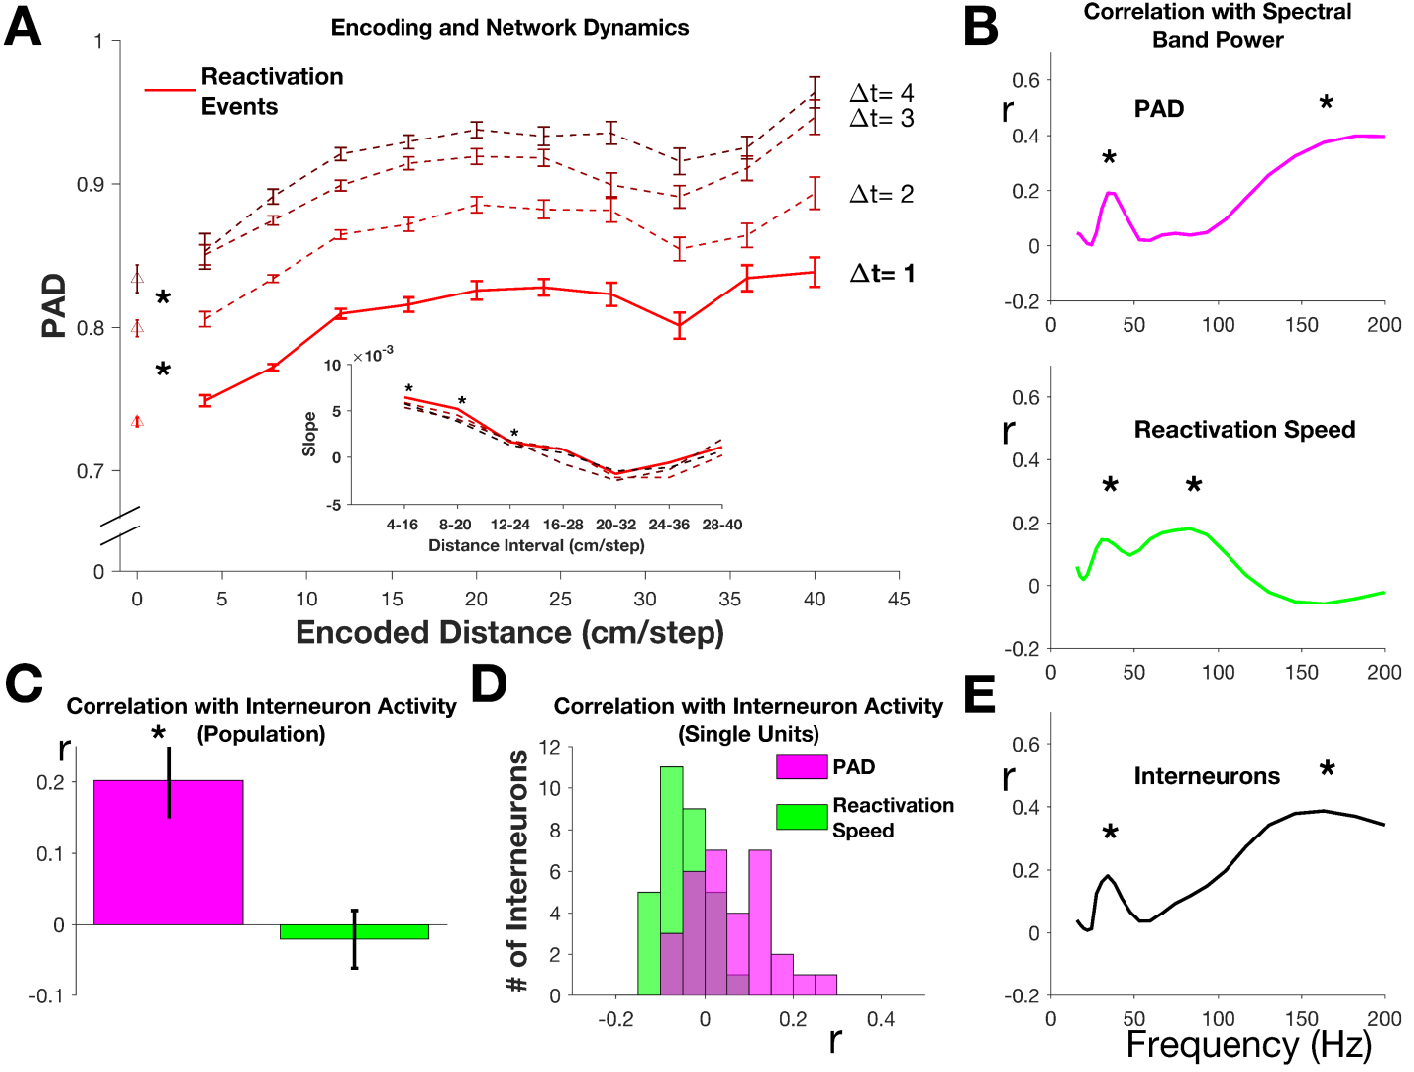 A
Encoding and Network Dynamics
Reactivation
Events
PAD
1
0.9
0.8
0.7
0
*
*
Δt= 4
Δt= 3
Δt= 2
Δt= 1
0 5 10 15 20 25 30 35 40 45
Encoded Distance (cm/step)
×10-3
10
5
0
-5
Slope
* * *
4-16 8-20 12-24 16-28 20-32 24-36 28-40
Distance Interval (cm/step)
B
Correlation with Spectral
Band Power
r
PAD
* *
0.6
0.4
0.2
0
-0.2
0 50 100 150 200
r
Reactivation Speed
* *
0.6
0.4
0.2
0
-0.2
0 50 100 150 200
C
Correlation with Interneuron Activity
(Population)
r
*
0.2
0.1
0
-0.1
D
Correlation with Interneuron Activity
(Single Units)
# of Interneurons
12
10
8
6
4
2
0
PAD
Reactivation
Speed
-0.2 0 0.2 0.4
r
E
r
Interneurons
* *
0.6
0.4
0.2
0
-0.2
0 50 100 150 200
Frequency (Hz)